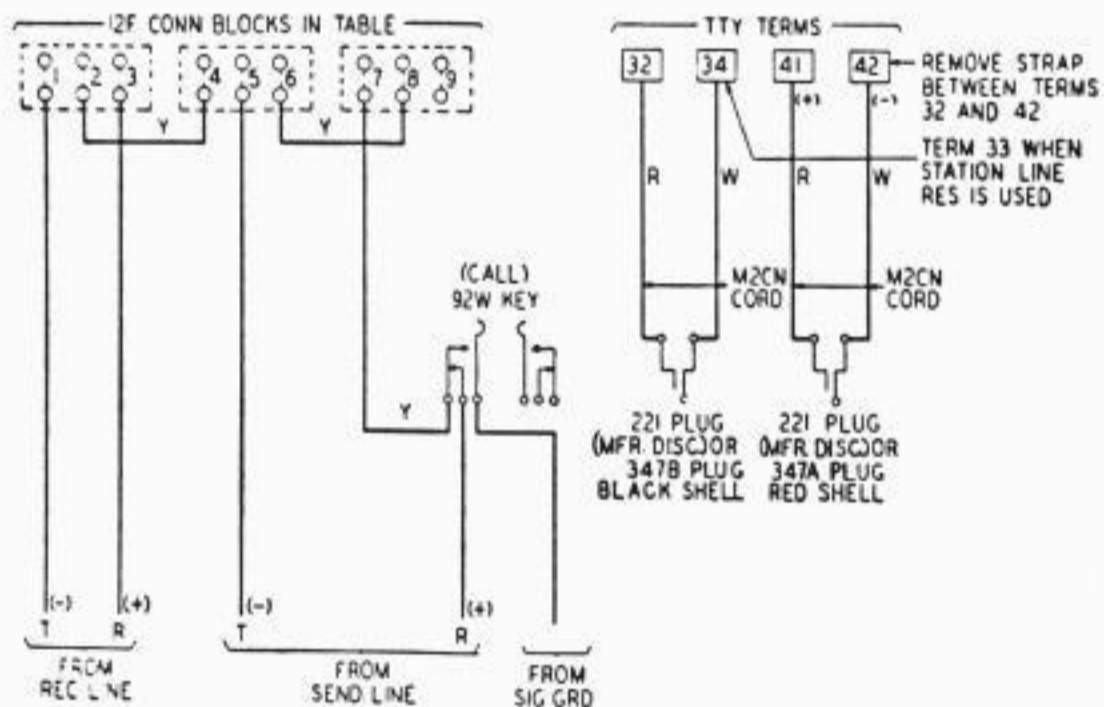 12F CONN BLOCKS IN TABLE
1 2 3 4 5 6 7 8 9
Y Y
(CALL)
92W KEY
Y
(-) (+) (-) (+)
T R T R
FROM
REC LINE
FROM
SEND LINE
FROM
SIG GRD
TTY TERMS
32 34 41 42
REMOVE STRAP
BETWEEN TERMS
32 AND 42
(+) (-)
TERM 33 WHEN
STATION LINE
RES IS USED
R W R W
M2CN
CORD
M2CN
CORD
221 PLUG
(MFR. DISC.) OR
347B PLUG
BLACK SHELL
221 PLUG
(MFR DISC.) OR
347A PLUG
RED SHELL